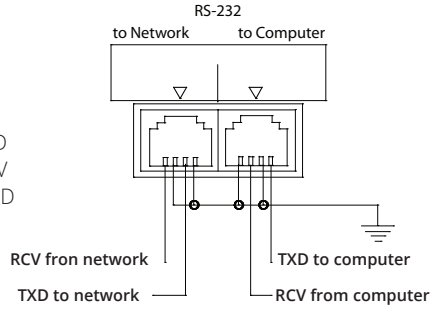 RS-232
to Network to Computer
D
V
D
RCV fron network TXD to computer
TXD to network RCV from computer